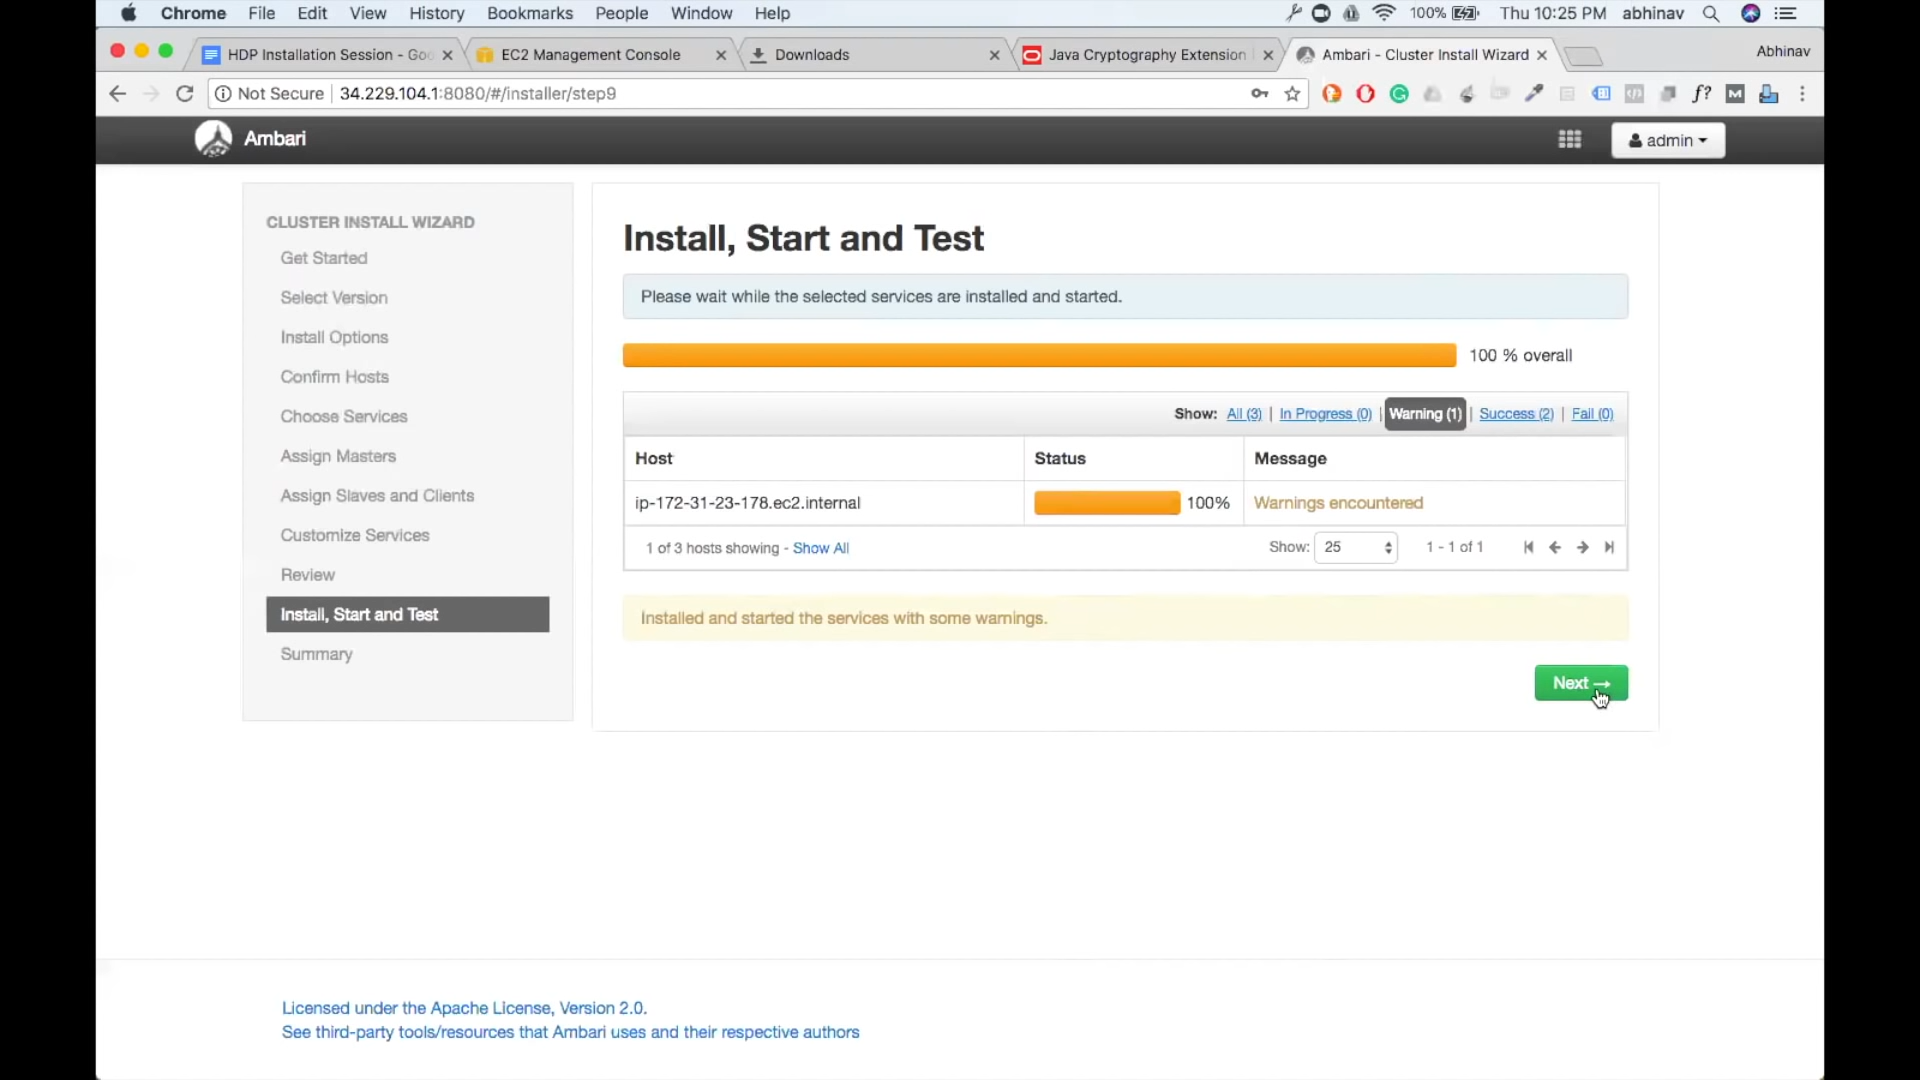 Chrome File Edit View History Bookmarks People Window Help 100% Thu 10:25 PM abhinav
HDP Installation Session - Goo EC2 Management Console Downloads Java Cryptography Extension Ambari - Cluster Install Wizard Abhinav
Not Secure 34.229.104.1:8080/#/installer/step9 f? M
Ambari admin
CLUSTER INSTALL WIZARD
Get Started
Select Version
Install Options
Confirm Hosts
Choose Services
Assign Masters
Assign Slaves and Clients
Customize Services
Review
Install, Start and Test
Summary
Install, Start and Test
Please wait while the selected services are installed and started.
100 % overall
Show: All (3) | In Progress (0) | Warning (1) | Success (2) | Fail (0)
Host Status Message
ip-172-31-23-178.ec2.internal 100% Warnings encountered
1 of 3 hosts showing - Show All Show: 25 1 - 1 of 1
Installed and started the services with some warnings.
Next →
Licensed under the Apache License, Version 2.0.
See third-party tools/resources that Ambari uses and their respective authors